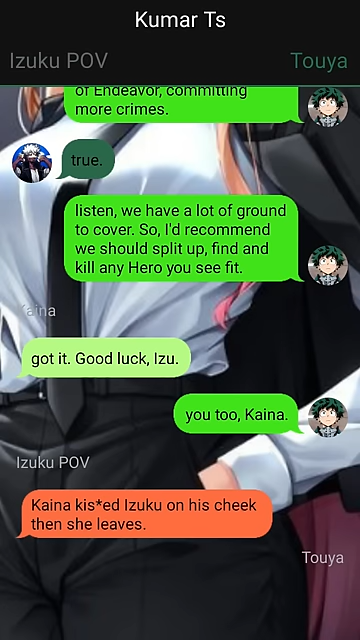 Kumar Ts
Izuku POV
Touya
of Endeavor, committing
more crimes.
true.
listen, we have a lot of ground
to cover. So, I'd recommend
we should split up, find and
kill any Hero you see fit.
Kaina
got it. Good luck, Izu.
you too, Kaina.
Izuku POV
Kaina kis*ed Izuku on his cheek
then she leaves.
Touya